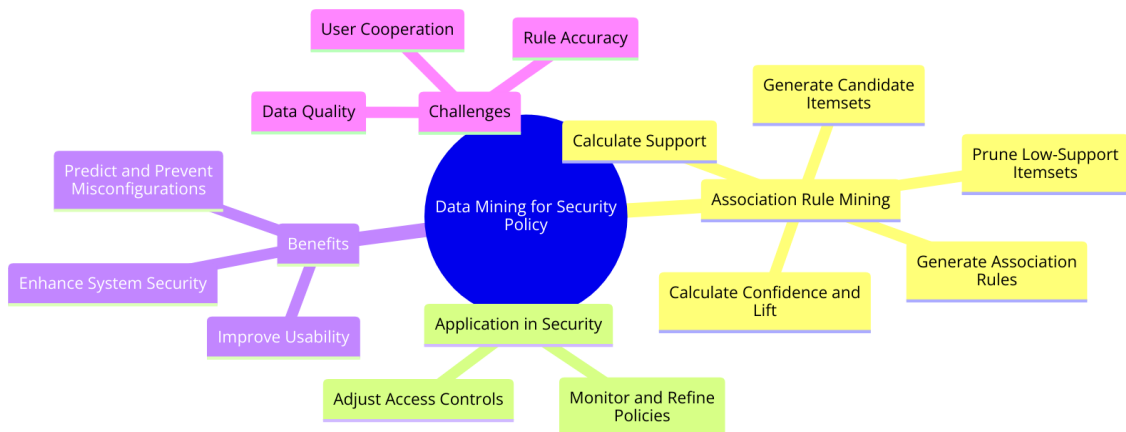 User Cooperation
Rule Accuracy
Data Quality
Challenges
Generate Candidate
Itemsets
Calculate Support
Prune Low-Support
Itemsets
Association Rule Mining
Generate Association
Rules
Calculate Confidence and
Lift
Data Mining for Security
Policy
Predict and Prevent
Misconfigurations
Benefits
Enhance System Security
Improve Usability
Application in Security
Adjust Access Controls
Monitor and Refine
Policies